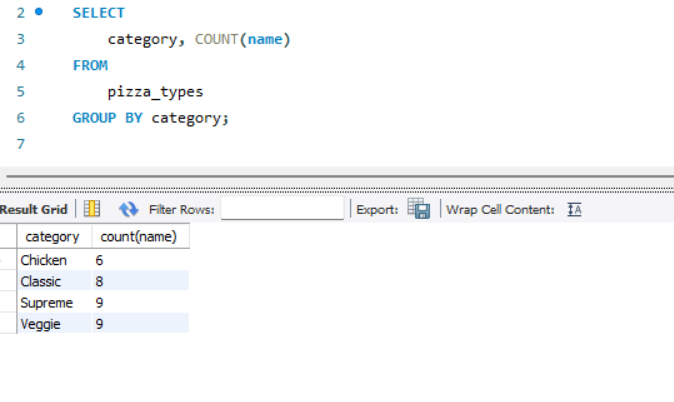 2 SELECT
3 category, COUNT(name)
4 FROM
5 pizza_types
6 GROUP BY category;
7
Result Grid Filter Rows: Export: Wrap Cell Content: IA
category count(name)
Chicken 6
Classic 8
Supreme 9
Veggie 9